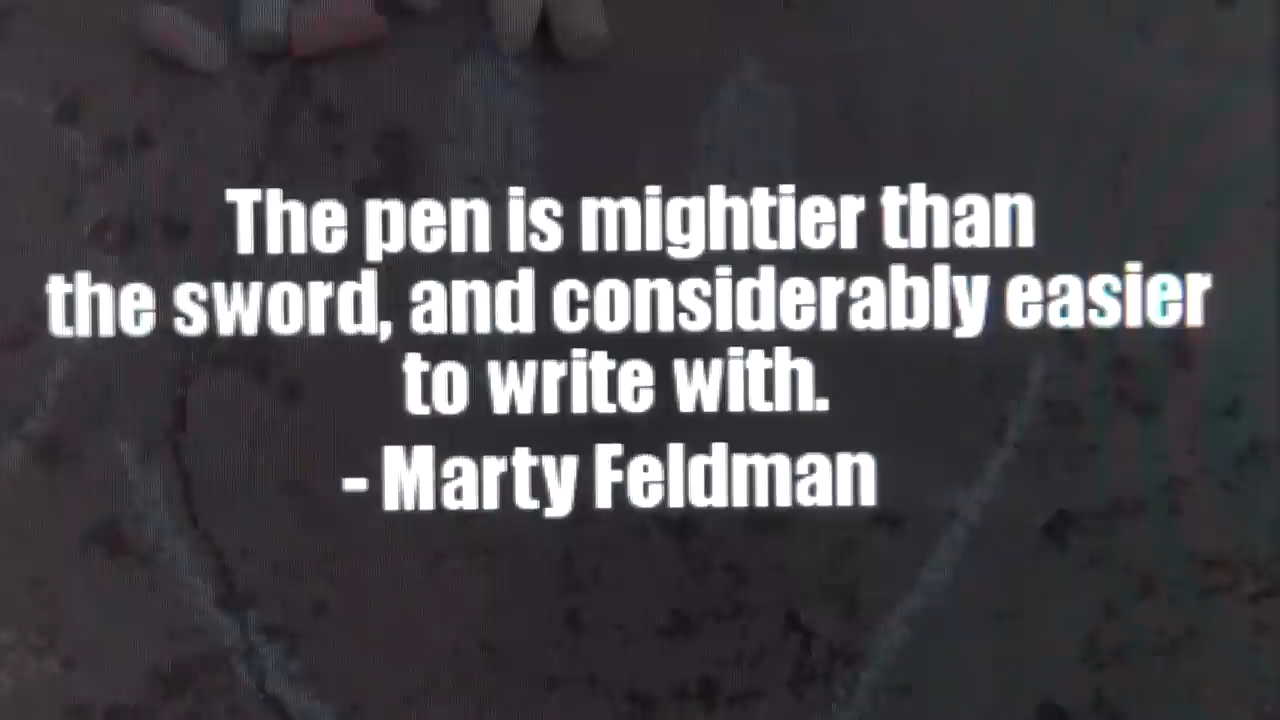 The pen is mightier than
the sword, and considerably easier
to write with.
- Marty Feldman